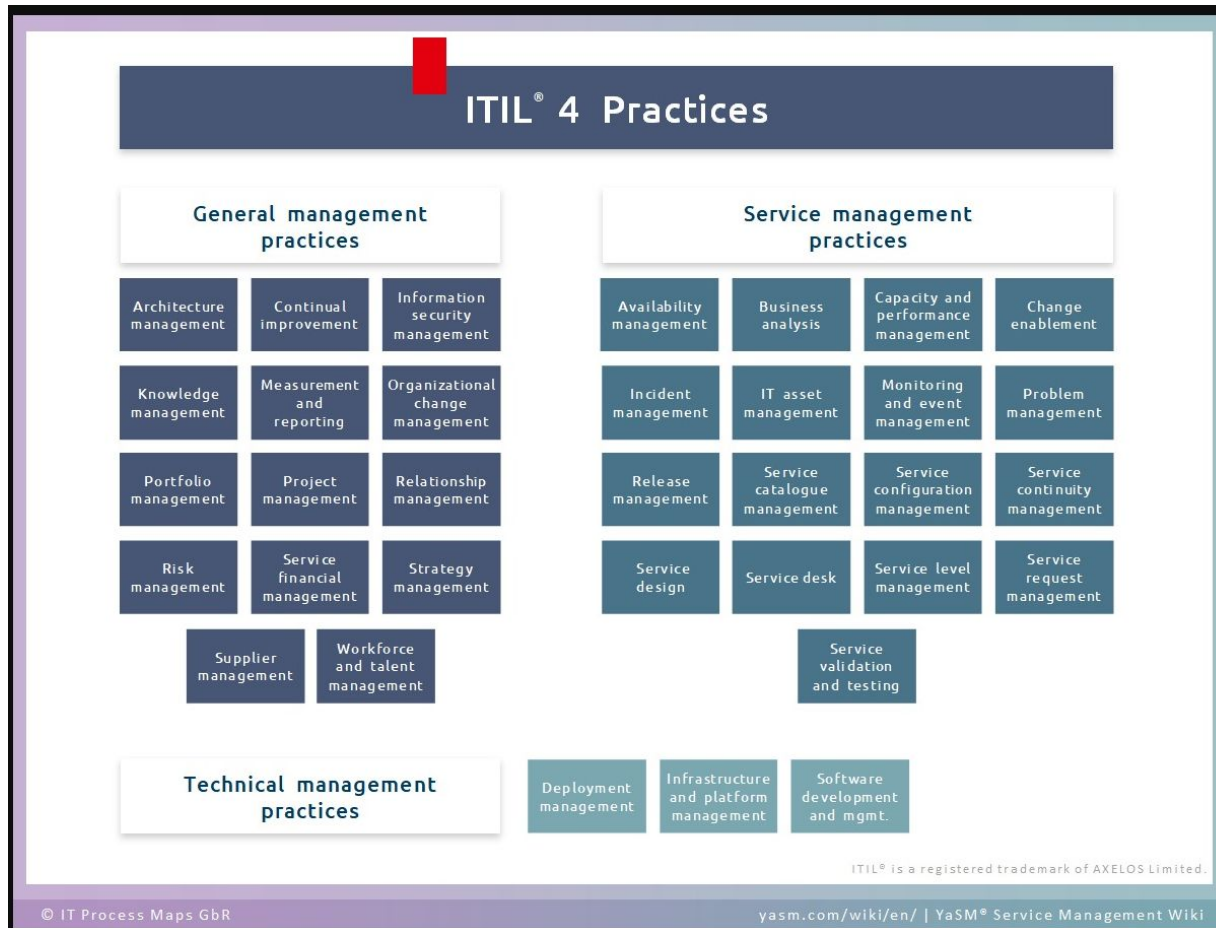 ITIL® 4 Practices
General management
practices
Architecture
management
Continual
improvement
Information
security
management
Knowledge
management
Measurement
and
reporting
Organizational
change
management
Portfolio
management
Project
management
Relationship
management
Risk
management
Service
financial
management
Strategy
management
Supplier
management
Workforce
and talent
management
Service management
practices
Availability
management
Business
analysis
Capacity and
performance
management
Change
enablement
Incident
management
IT asset
management
Monitoring
and event
management
Problem
management
Release
management
Service
catalogue
management
Service
configuration
management
Service
continuity
management
Service
design
Service desk
Service level
management
Service
request
management
Service
validation
and testing
Technical management
practices
Deployment
management
Infrastructure
and platform
management
Software
development
and mgmt.
ITIL® is a registered trademark of AXELOS Limited.
© IT Process Maps GbR
yasm.com/wiki/en/ | YaSM® Service Management Wiki